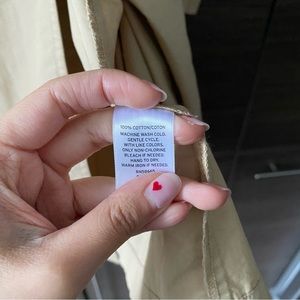 100% COTTON/COTON
MACHINE WASH COLD.
GENTLE CYCLE.
WITH LIKE COLORS.
ONLY NON-CHLORINE
BLEACH IF NEEDED.
HANG TO DRY.
WARM IRON IF NEEDED.